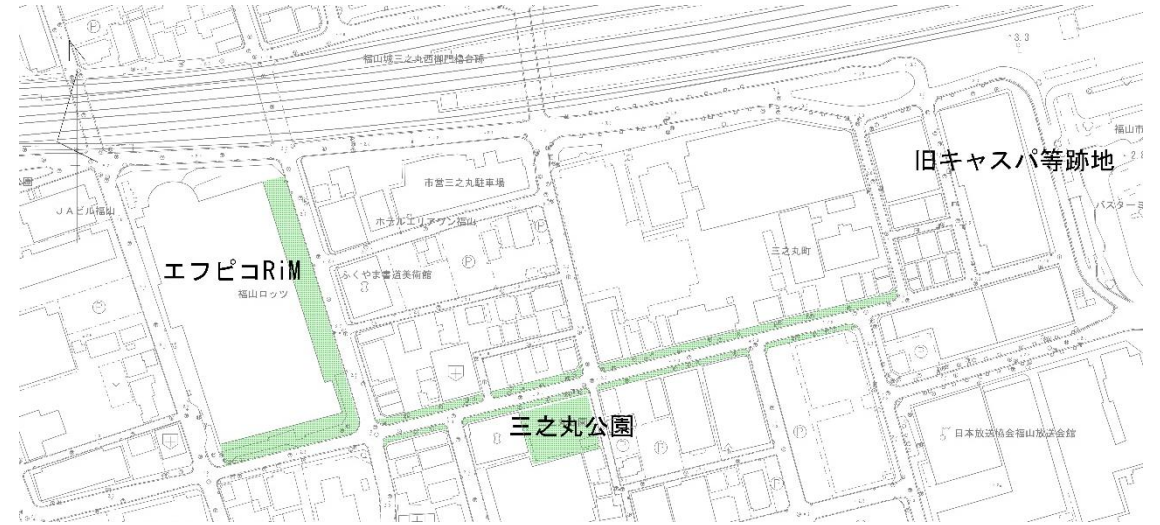 福山城三之丸西御門櫓台跡
3.3
福山市
旧キャスパ等跡地
2.8
市営三之丸駐車場
JAビル福山
バスターミ
ホテルエリアワン福山
三之丸町
エフピコRiM
ふくやま書道美術館
福山ロッツ
三之丸公園
日本放送協会福山放送会館